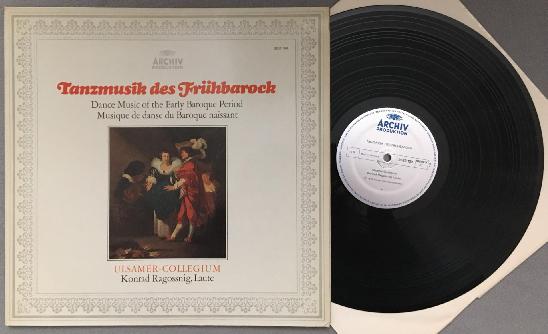 ARCHIV
PRODUKTION
Tanzmusik des Frühbarock
Dance Music of the Early Baroque Period
Musique de danse du Baroque naissant
ULSAMER-COLLEGIUM
Konrad Ragossnig, Laute
ARCHIV
PRODUKTION